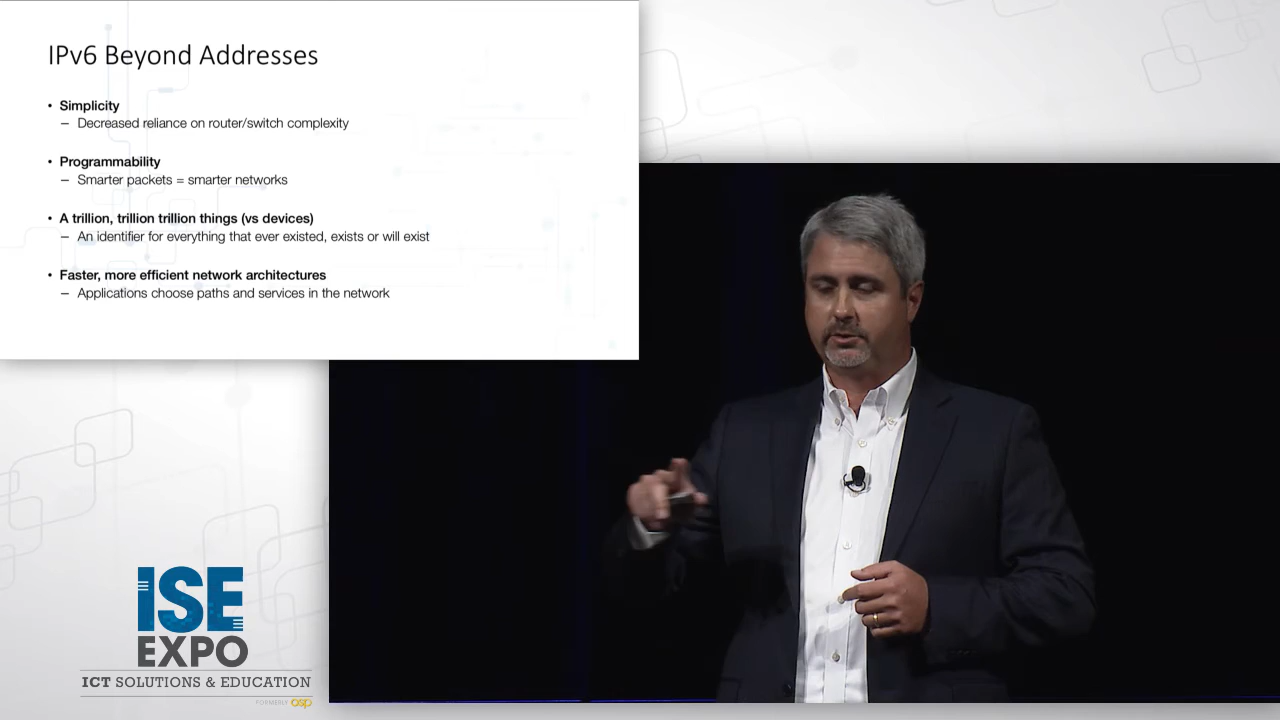 IPv6 Beyond Addresses
• Simplicity
– Decreased reliance on router/switch complexity
• Programmability
– Smarter packets = smarter networks
• A trillion, trillion trillion things (vs devices)
– An identifier for everything that ever existed, exists or will exist
• Faster, more efficient network architectures
– Applications choose paths and services in the network
ISE
EXPO
ICT SOLUTIONS & EDUCATION
FORMERLY osp